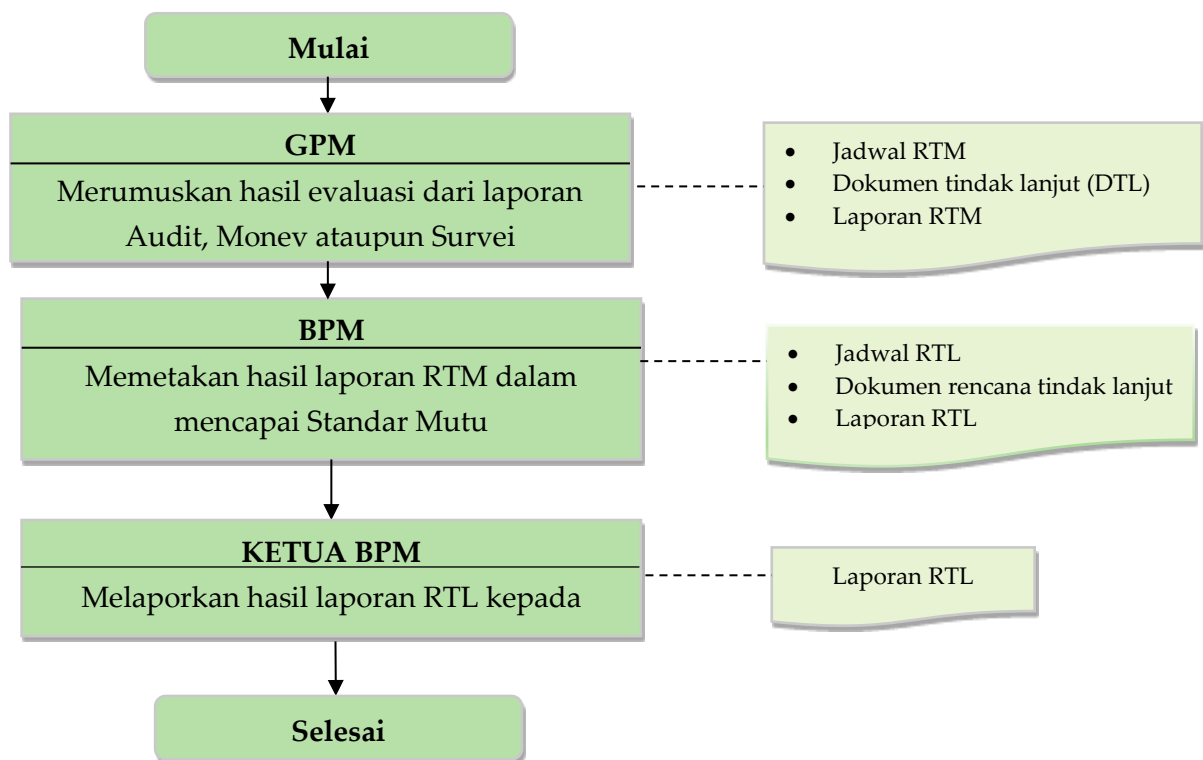 Mulai
GPM
Merumuskan hasil evaluasi dari laporan
Audit, Monev ataupun Survei
• Jadwal RTM
• Dokumen tindak lanjut (DTL)
• Laporan RTM
BPM
Memetakan hasil laporan RTM dalam
mencapai Standar Mutu
• Jadwal RTL
• Dokumen rencana tindak lanjut
• Laporan RTL
KETUA BPM
Melaporkan hasil laporan RTL kepada
Laporan RTL
Selesai